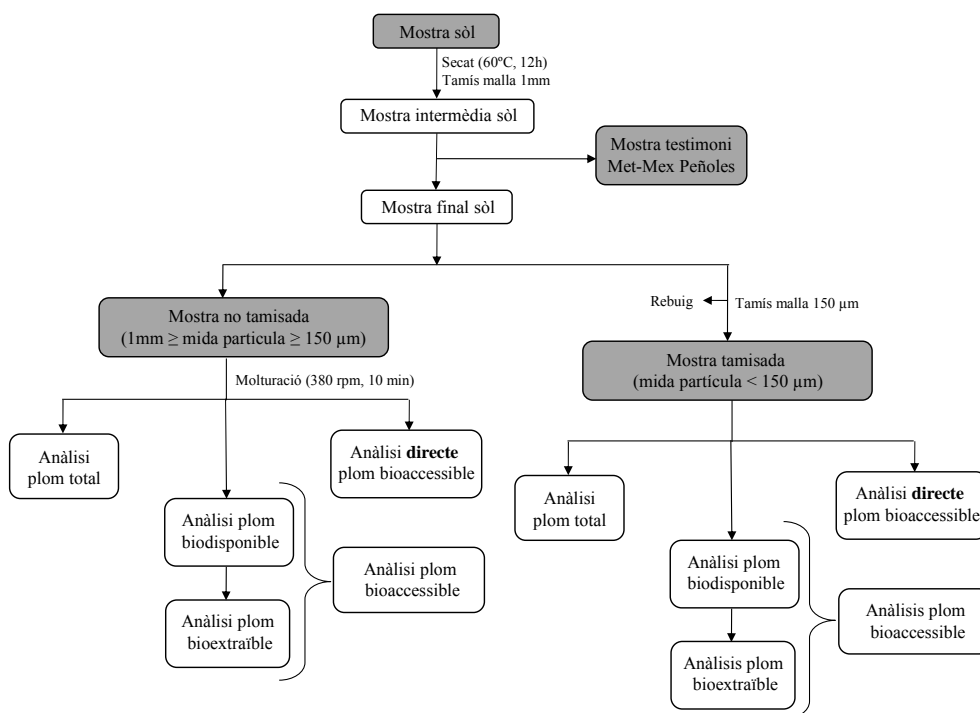 Mostra sòl
Secat (60ºC, 12h)
Tamís malla 1mm
Mostra intermèdia sòl
Mostra testimoni
Met-Mex Peñoles
Mostra final sòl
Rebuig
Tamís malla 150 µm
Mostra no tamisada
(1mm ≥ mida particula ≥ 150 µm)
Mostra tamisada
(mida partícula < 150 µm)
Molturació (380 rpm, 10 min)
Anàlisi
plom total
Anàlisi directe
plom bioaccessible
Anàlisi plom
biodisponible
Anàlisi plom
bioextraïble
Anàlisi plom
bioaccessible
Anàlisi
plom total
Anàlisi directe
plom bioaccessible
Anàlisi plom
biodisponible
Anàlisis plom
bioextraïble
Anàlisis plom
bioaccessible